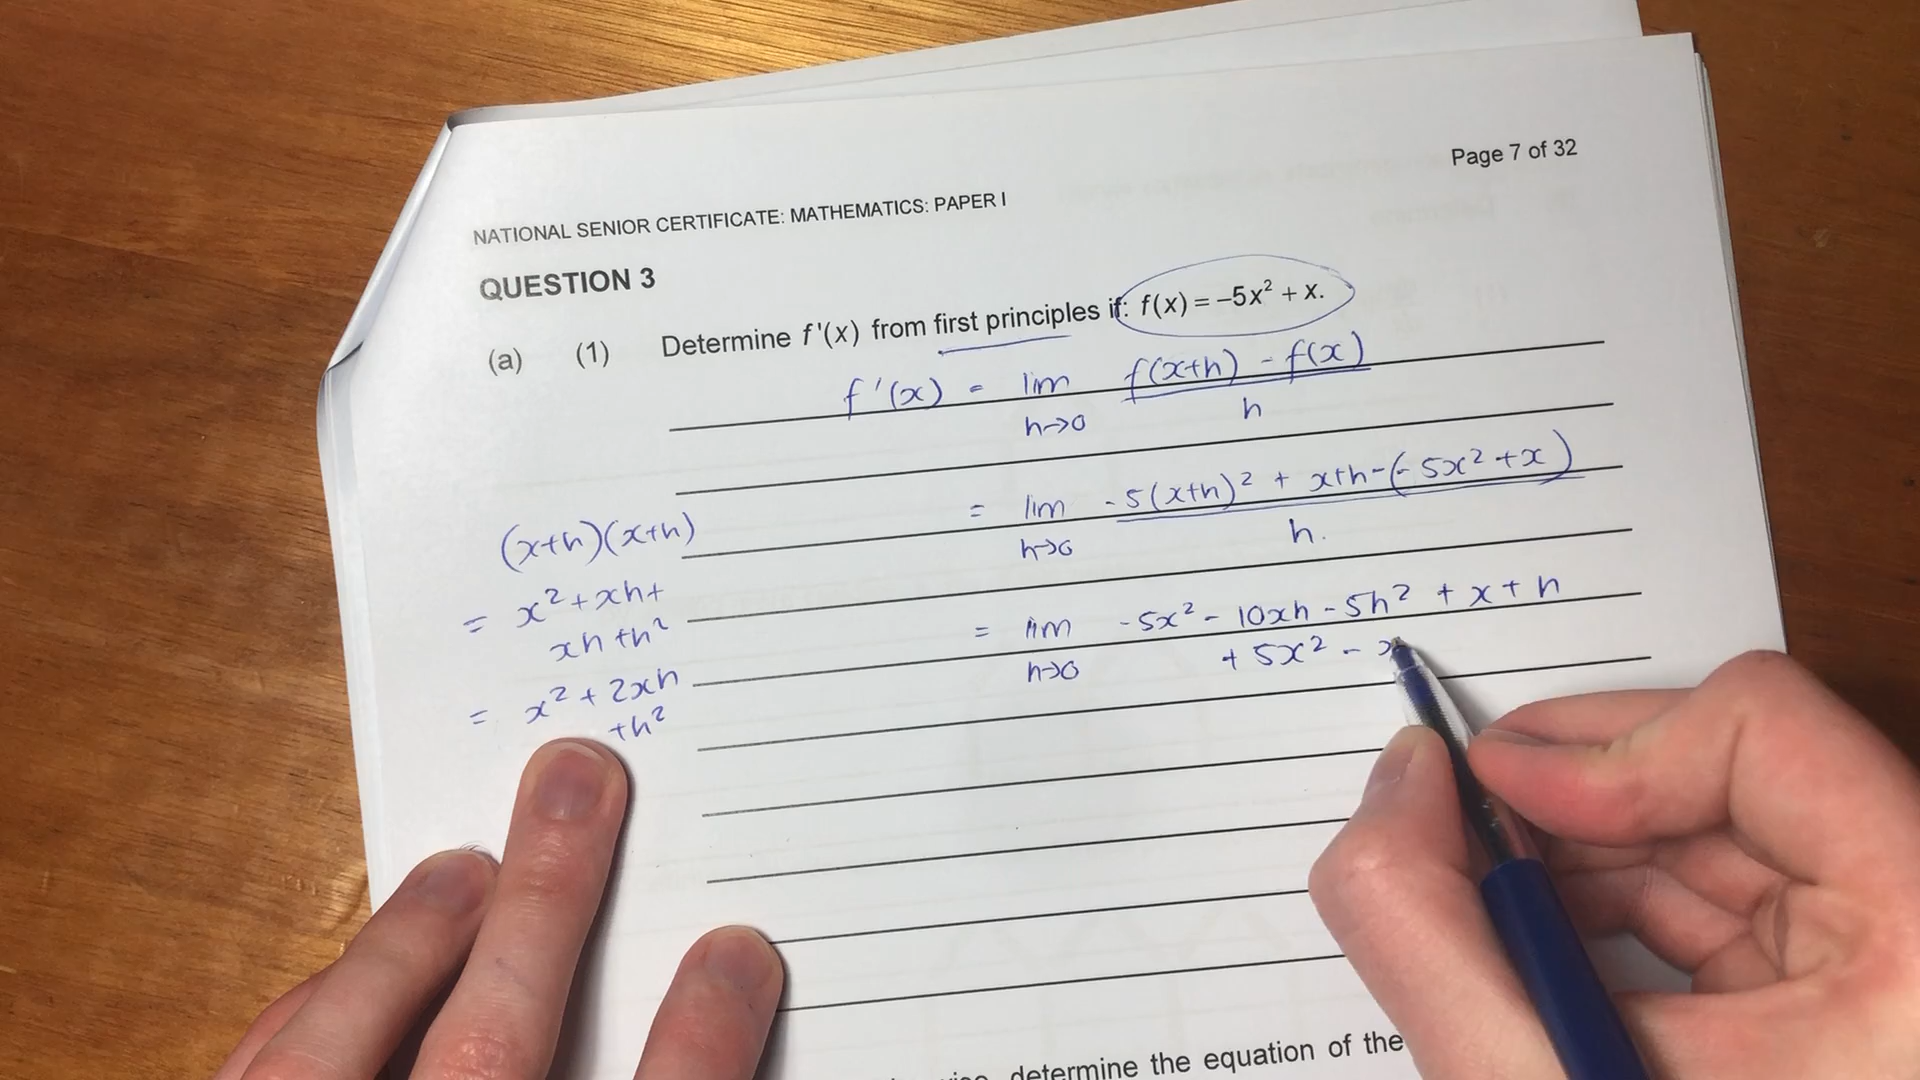 Page 7 of 32
NATIONAL SENIOR CERTIFICATE: MATHEMATICS: PAPER I
QUESTION 3
(a) (1) Determine f'(x) from first principles if: f(x) = –5x² + x.
f'(x) = lim f(x+h) - f(x)
h→0 h
= lim -5(x+h)² + x+h-(-5x²+x)
h→0 h.
= lim -5x² - 10xh - 5h² + x + h
h→0 + 5x² - x
(x+h)(x+h)
= x² + xh +
xh + h²
= x² + 2xh
+h²
determine the equation of the